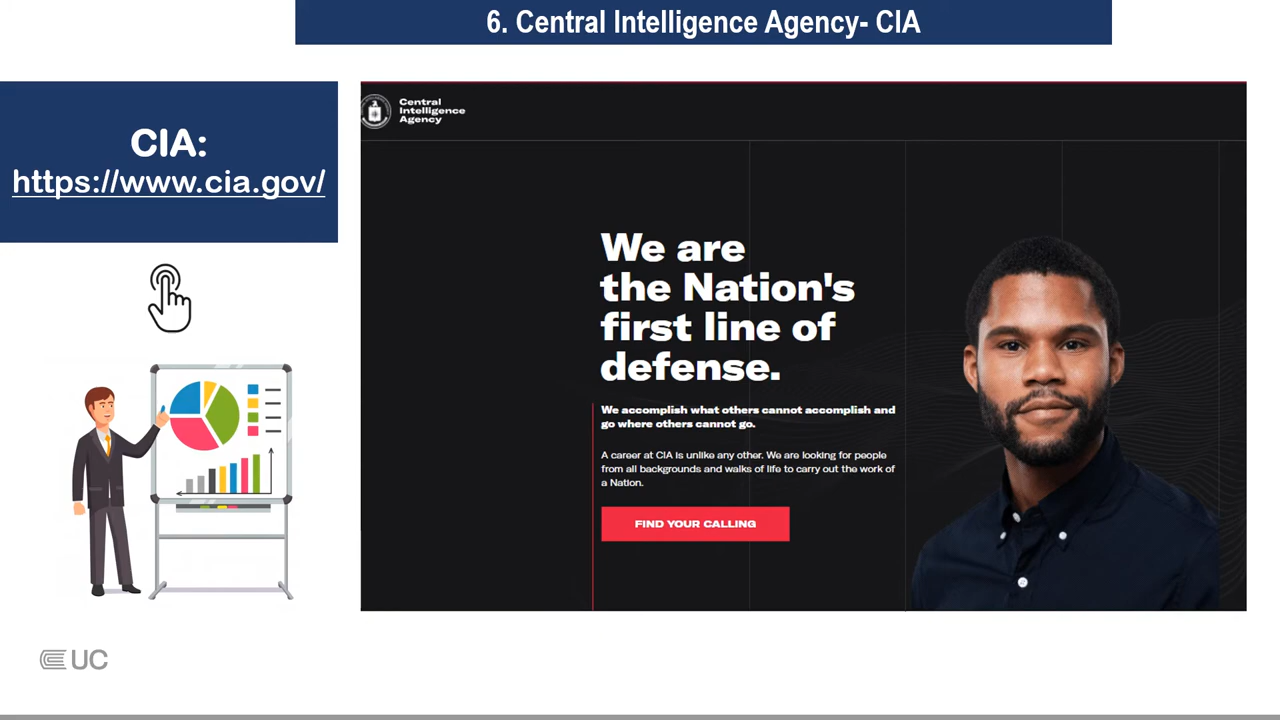 6. Central Intelligence Agency- CIA
CIA:
https://www.cia.gov/
Central
Intelligence
Agency
We are
the Nation's
first line of
defense.
We accomplish what others cannot accomplish and
go where others cannot go.
A career at CIA is unlike any other. We are looking for people
from all backgrounds and walks of life to carry out the work of
a Nation.
FIND YOUR CALLING
UC